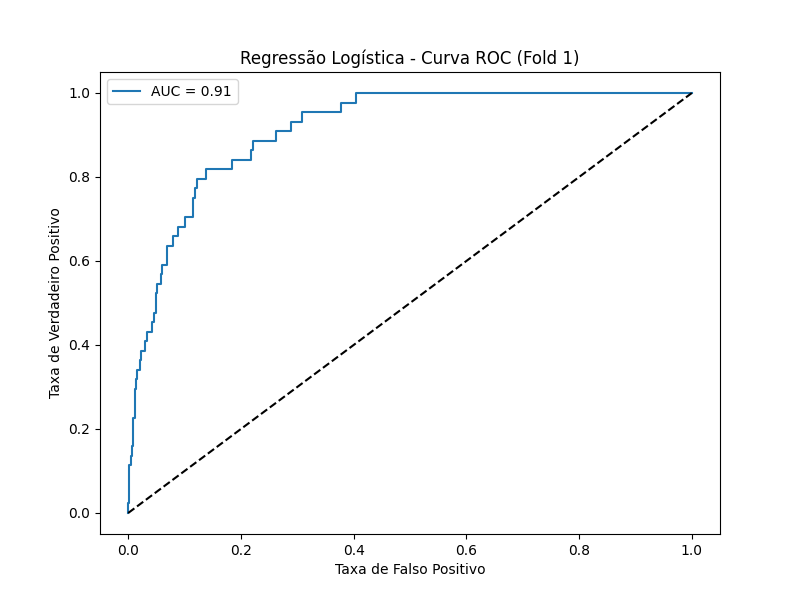 Regressão Logística - Curva ROC (Fold 1)
AUC = 0.91
1.0
0.8
0.6
0.4
0.2
0.0
Taxa de Verdadeiro Positivo
0.0 0.2 0.4 0.6 0.8 1.0
Taxa de Falso Positivo